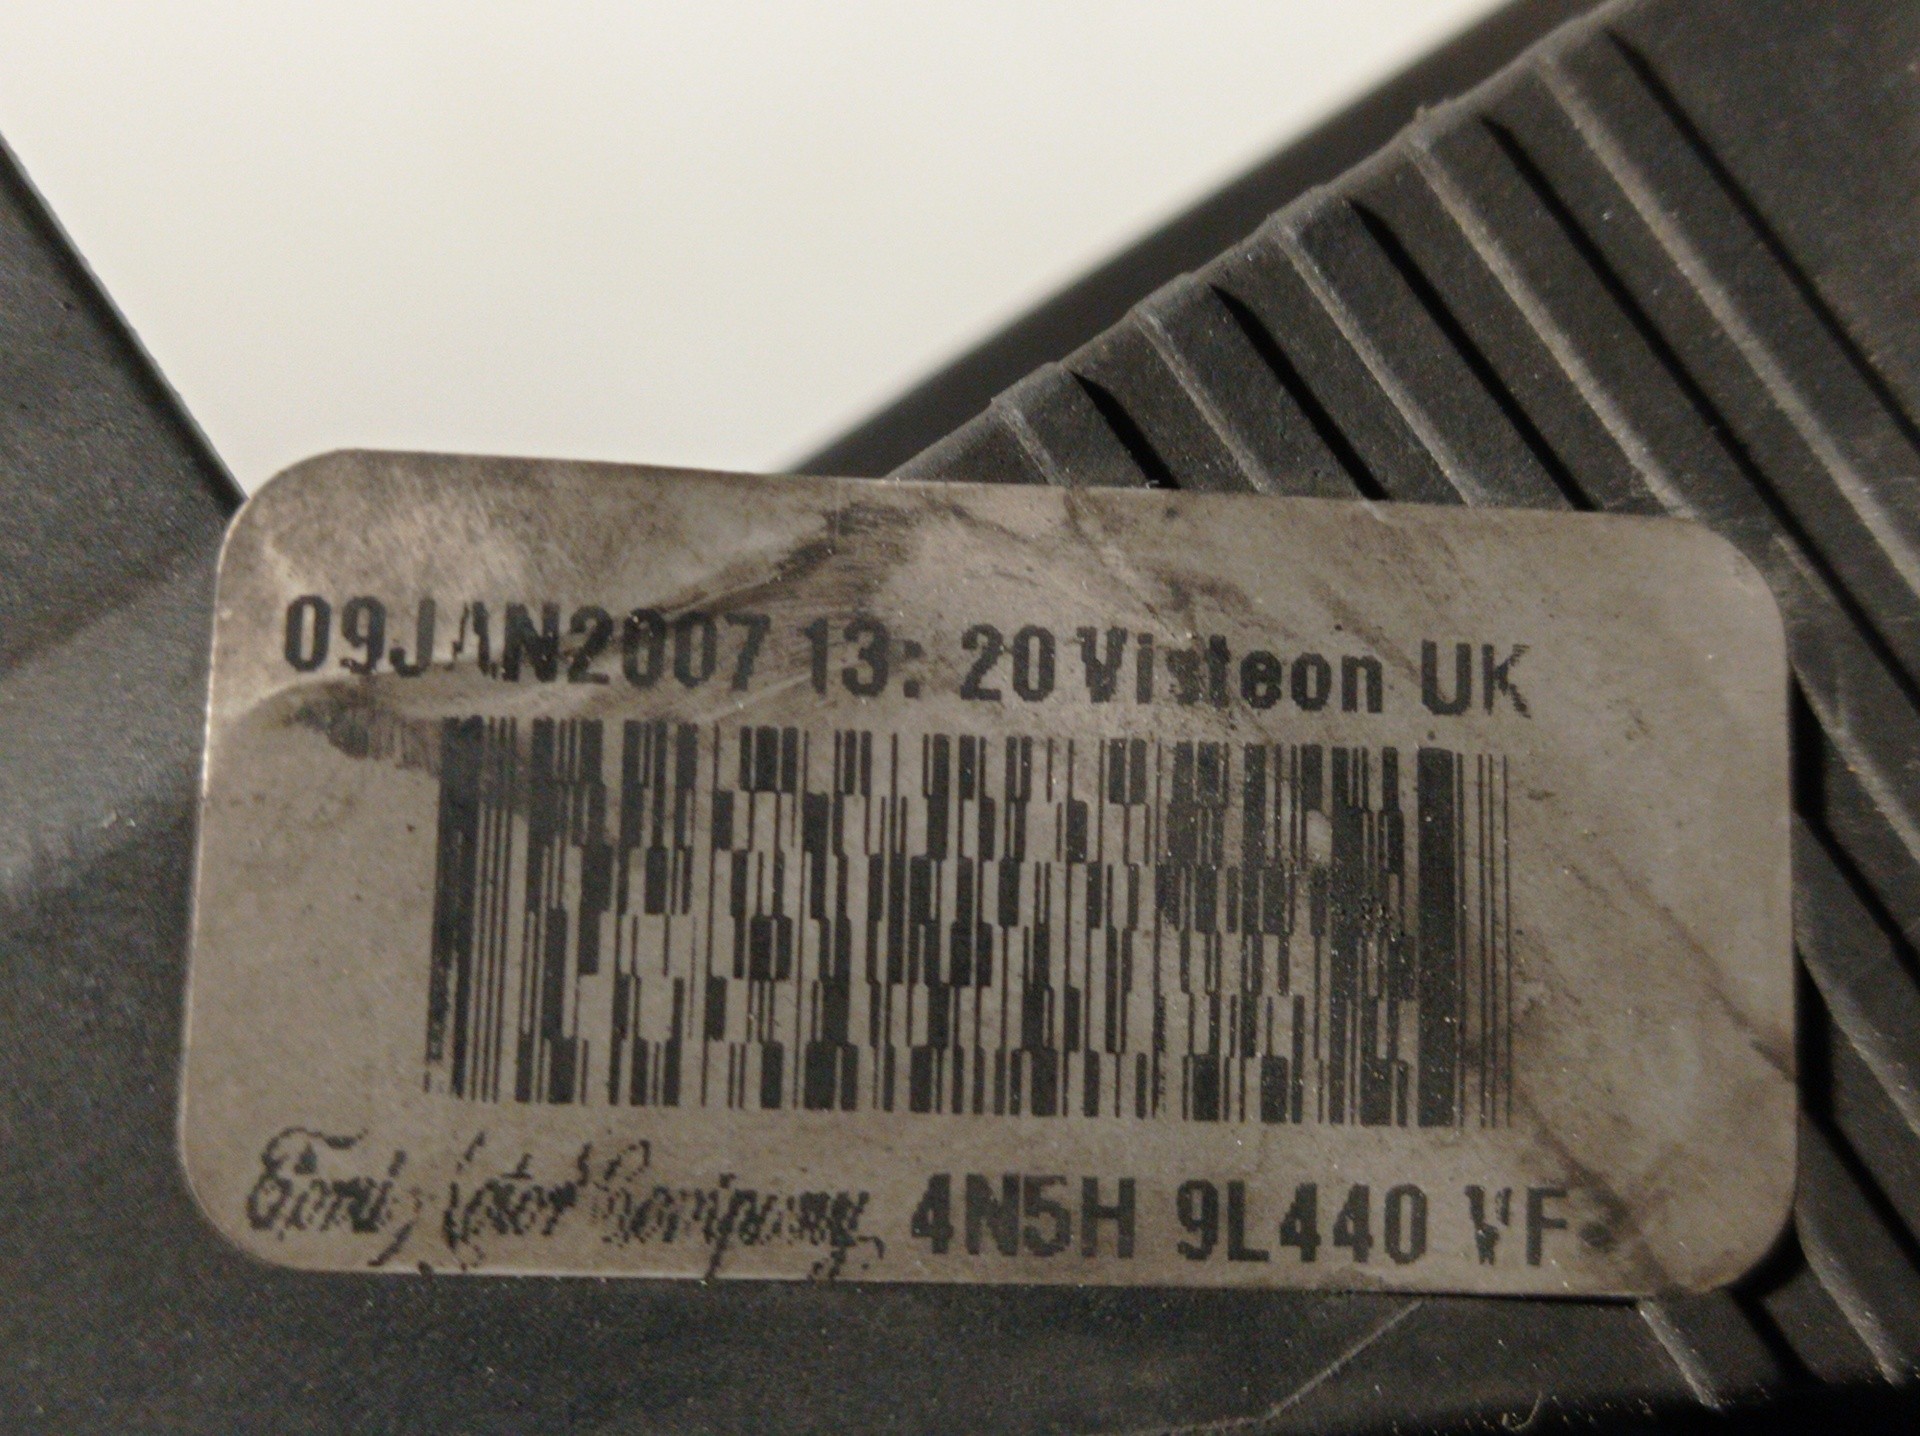 09JAN2007 13: 20 Visteon UK
Ford Motor Company 4N5H 9L440 VF